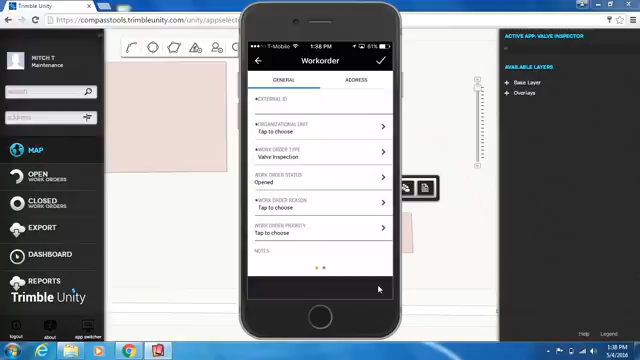 Trimble Unity
https://compasstools.trimbleunity.com/unity/appselect
MITCH T
Maintenance
search
address
MAP
OPEN
WORK ORDERS
CLOSED
WORK ORDERS
EXPORT
DASHBOARD
REPORTS
Trimble Unity
logout
about
app switcher
T-Mobile
1:38 PM
61%
Workorder
GENERAL
ADDRESS
EXTERNAL ID
ORGANIZATIONAL UNIT
Tap to choose
WORK ORDER TYPE
Valve Inspection
WORK ORDER STATUS
Opened
WORK ORDER REASON
Tap to choose
WORK ORDER PRIORITY
Tap to choose
NOTES
ACTIVE APP: VALVE INSPECTOR
AVAILABLE LAYERS
+ Base Layer
+ Overlays
Help
Legend
1:38 PM
5/4/2016